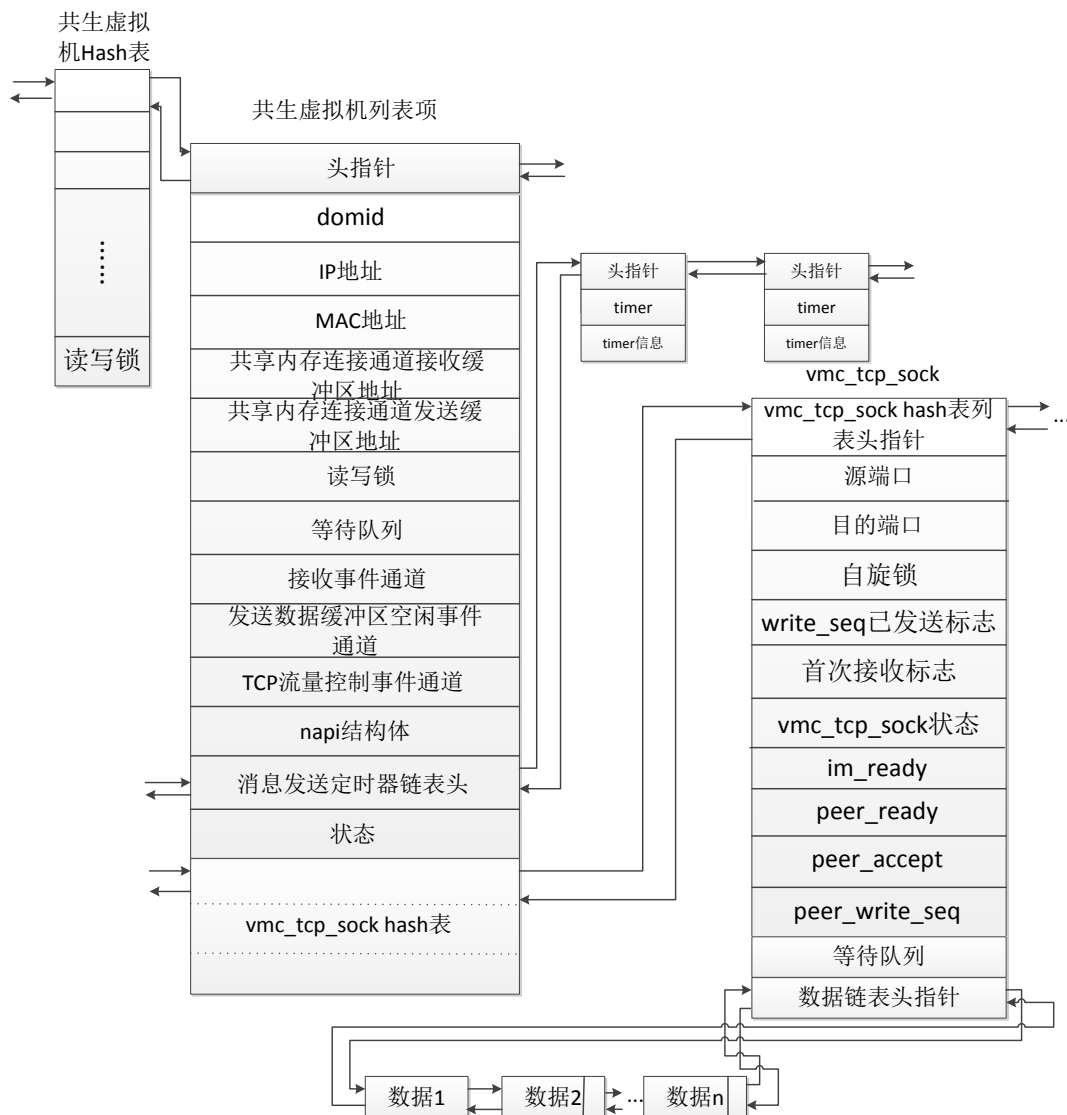 共生虚拟
机Hash表
……
读写锁
共生虚拟机列表项
头指针
domid
IP地址
MAC地址
共享内存连接通道接收缓
冲区地址
共享内存连接通道发送缓
冲区地址
读写锁
等待队列
接收事件通道
发送数据缓冲区空闲事件
通道
TCP流量控制事件通道
napi结构体
消息发送定时器链表头
状态
vmc_tcp_sock hash表
头指针
timer
timer信息
头指针
timer
timer信息
vmc_tcp_sock
vmc_tcp_sock hash表列
表头指针
...
源端口
目的端口
自旋锁
write_seq已发送标志
首次接收标志
vmc_tcp_sock状态
im_ready
peer_ready
peer_accept
peer_write_seq
等待队列
数据链表头指针
数据1
数据2
...
数据n